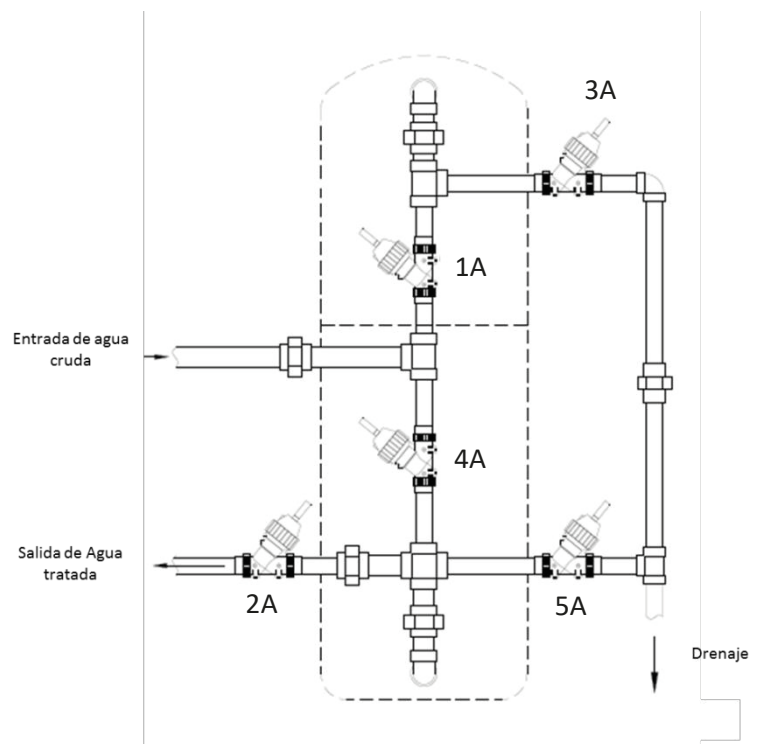 3A
1A
Entrada de agua
cruda
4A
Salida de Agua
tratada
2A
5A
Drenaje